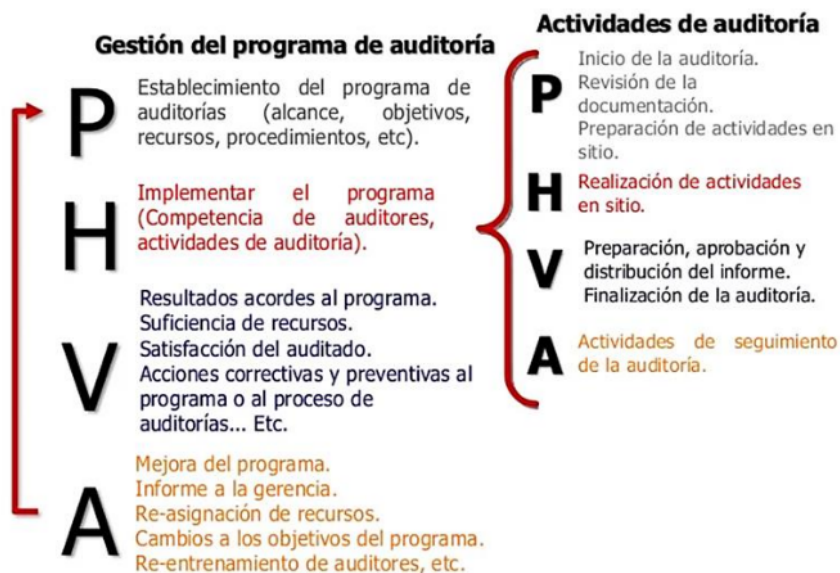 Gestión del programa de auditoría
P
Establecimiento del programa de
auditorías (alcance, objetivos,
recursos, procedimientos, etc).
H
Implementar el programa
(Competencia de auditores,
actividades de auditoría).
V
Resultados acordes al programa.
Suficiencia de recursos.
Satisfacción del auditado.
Acciones correctivas y preventivas al
programa o al proceso de
auditorías... Etc.
A
Mejora del programa.
Informe a la gerencia.
Re-asignación de recursos.
Cambios a los objetivos del programa.
Re-entrenamiento de auditores, etc.
Actividades de auditoría
P
Inicio de la auditoría.
Revisión de la
documentación.
Preparación de actividades en
sitio.
H
Realización de actividades
en sitio.
V
Preparación, aprobación y
distribución del informe.
Finalización de la auditoría.
A
Actividades de seguimiento
de la auditoría.